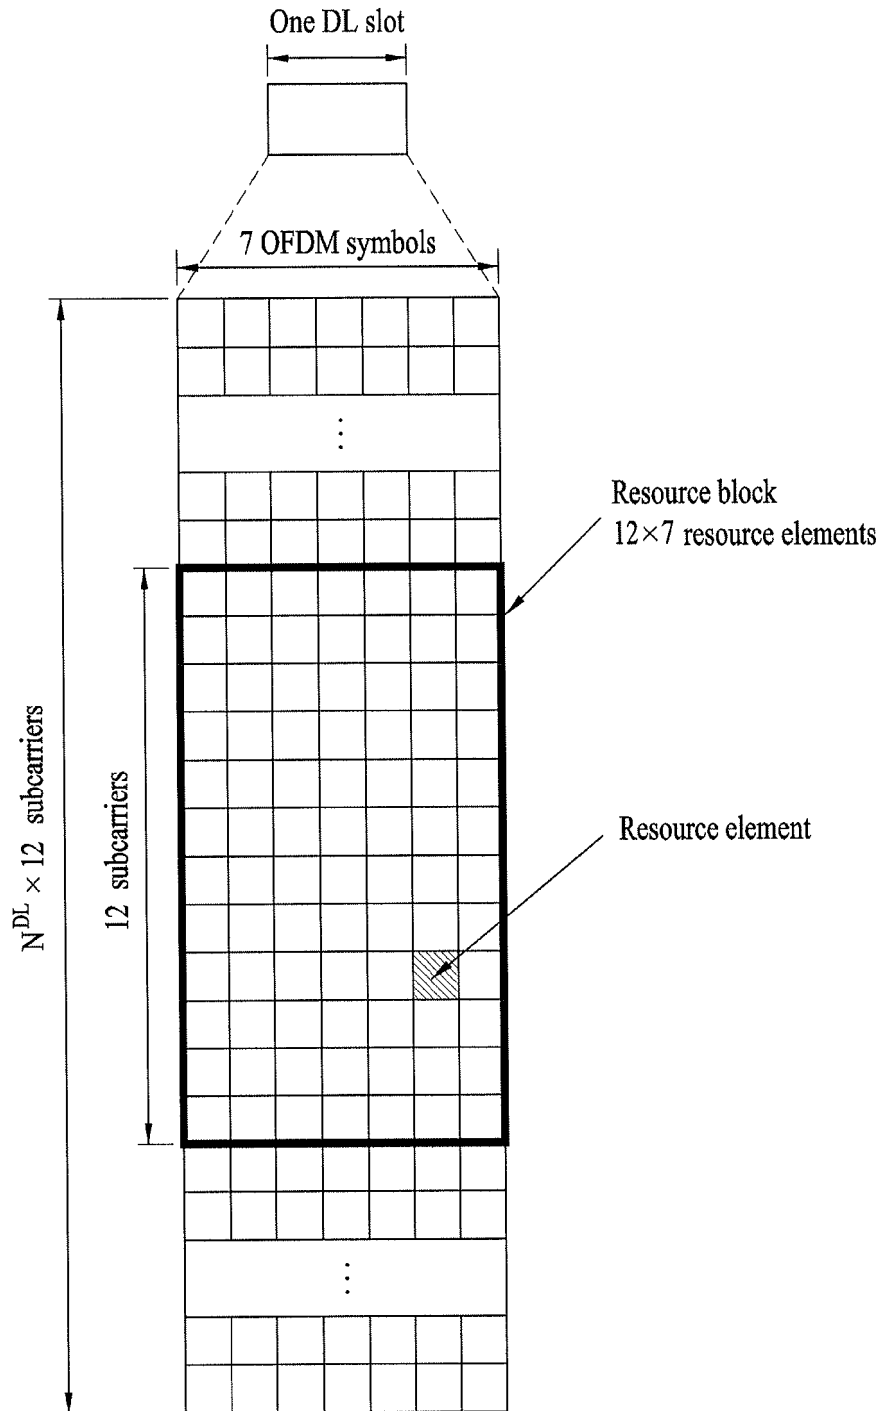 One DL slot
7 OFDM symbols
⋮
Resource block
12×7 resource elements
N^DL × 12 subcarriers
12 subcarriers
Resource element
⋮